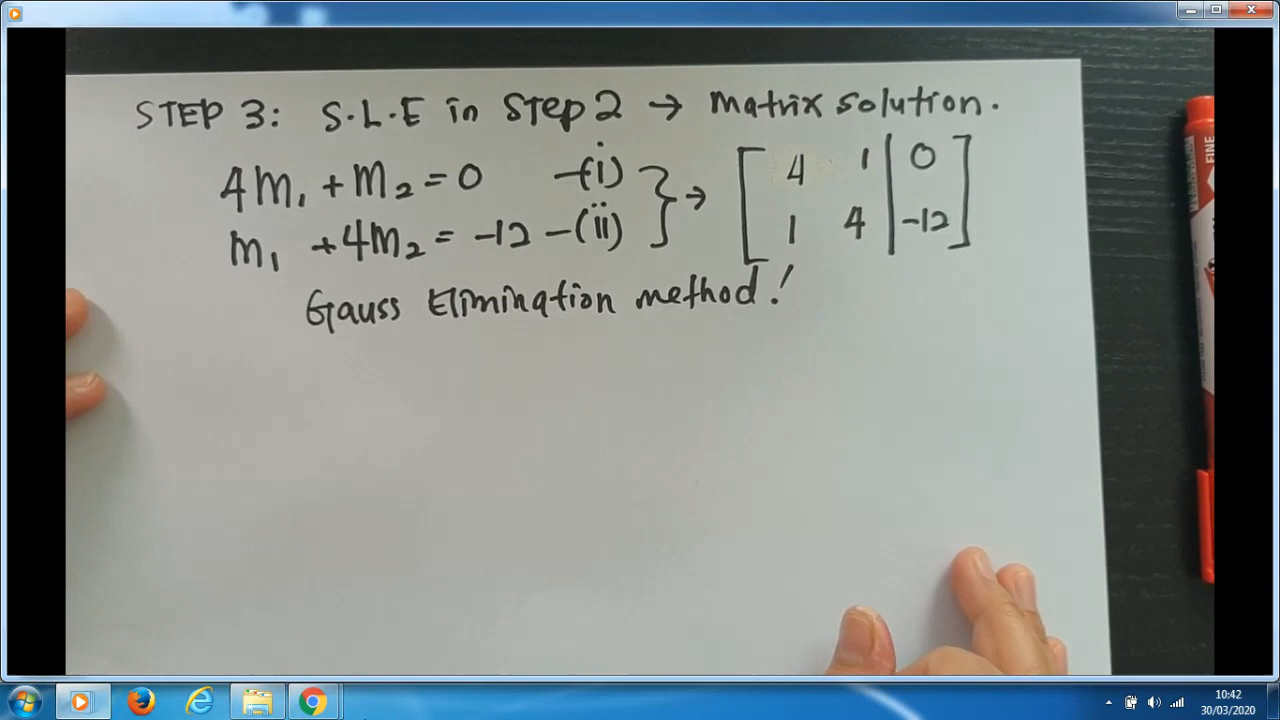 STEP 3: S.L.E in Step 2 → Matrix solution.
4m₁ + m₂ = 0 —(i)
m₁ + 4m₂ = -12 —(ii)
} →
[ 4 1 | 0 ]
[ 1 4 | -12 ]
Gauss Elimination method!
FINE
10:42
30/03/2020